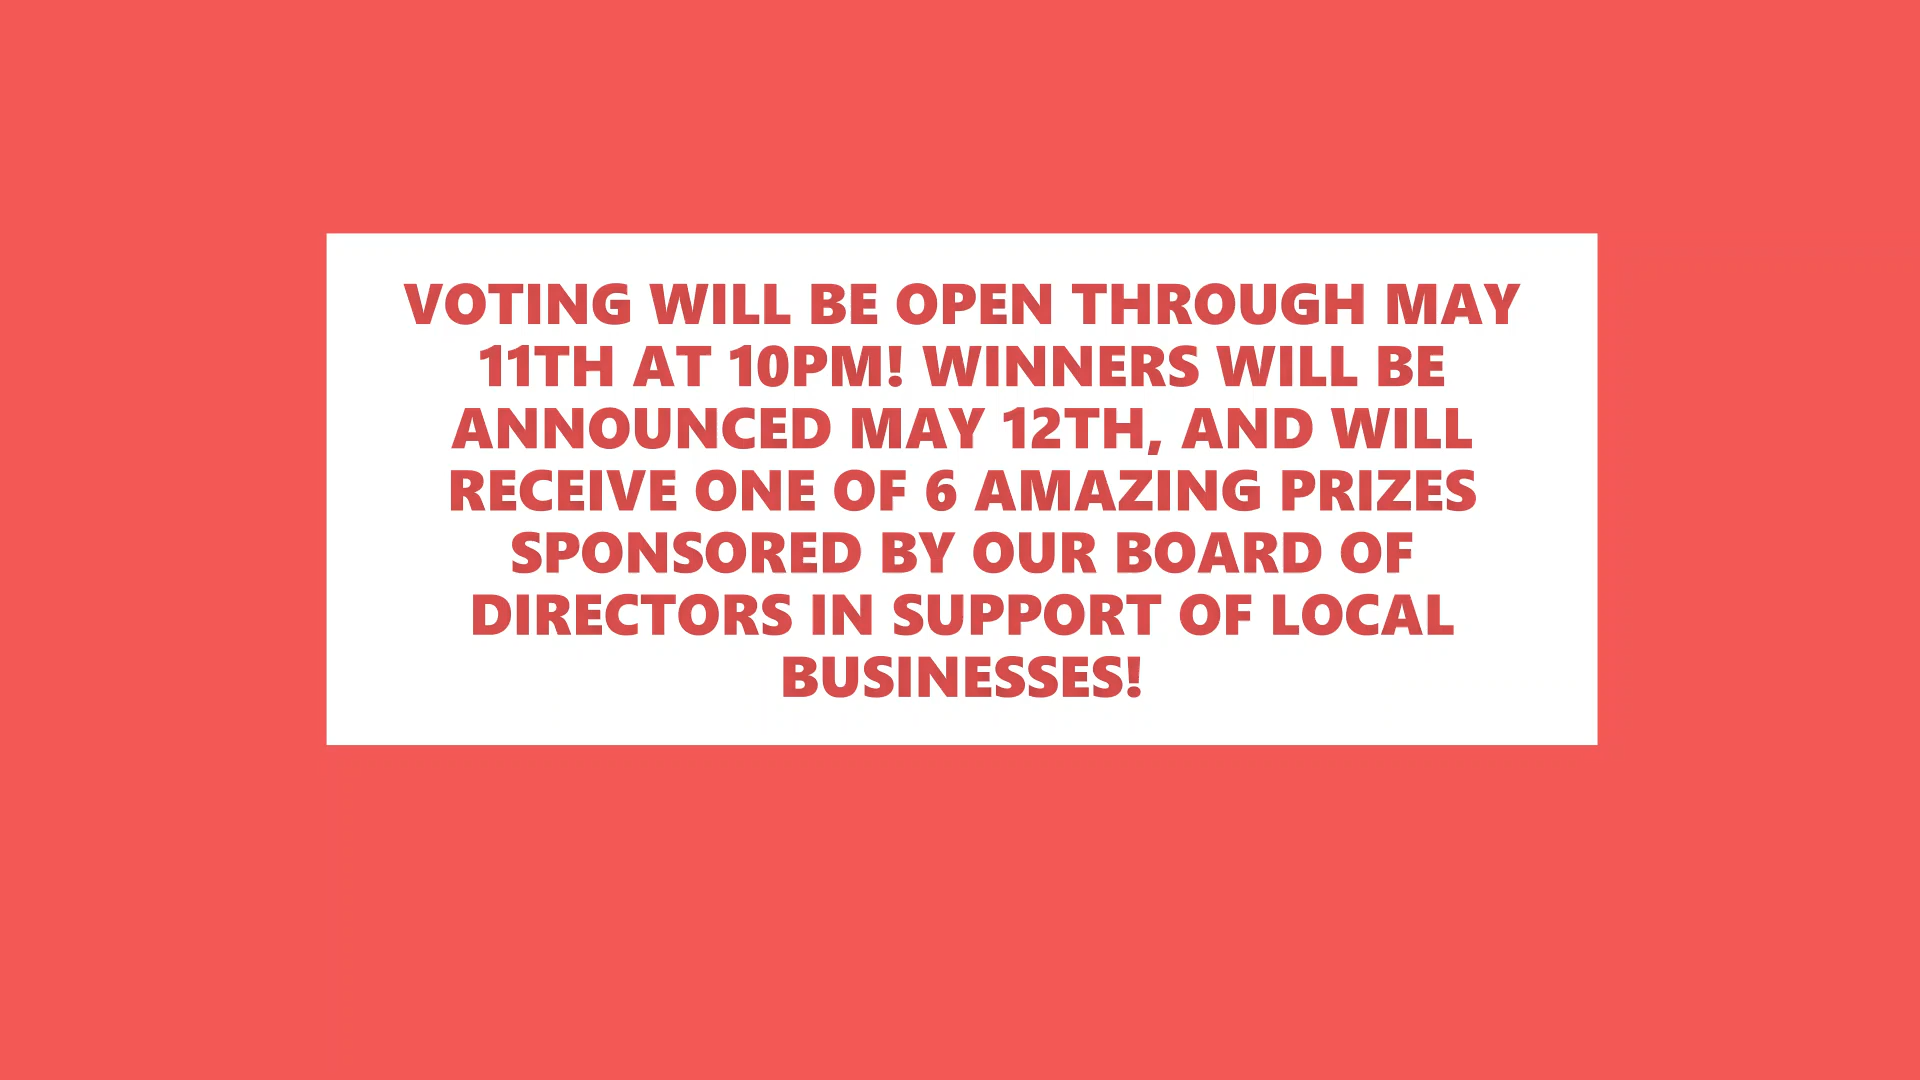 VOTING WILL BE OPEN THROUGH MAY
11TH AT 10PM! WINNERS WILL BE
ANNOUNCED MAY 12TH, AND WILL
RECEIVE ONE OF 6 AMAZING PRIZES
SPONSORED BY OUR BOARD OF
DIRECTORS IN SUPPORT OF LOCAL
BUSINESSES!